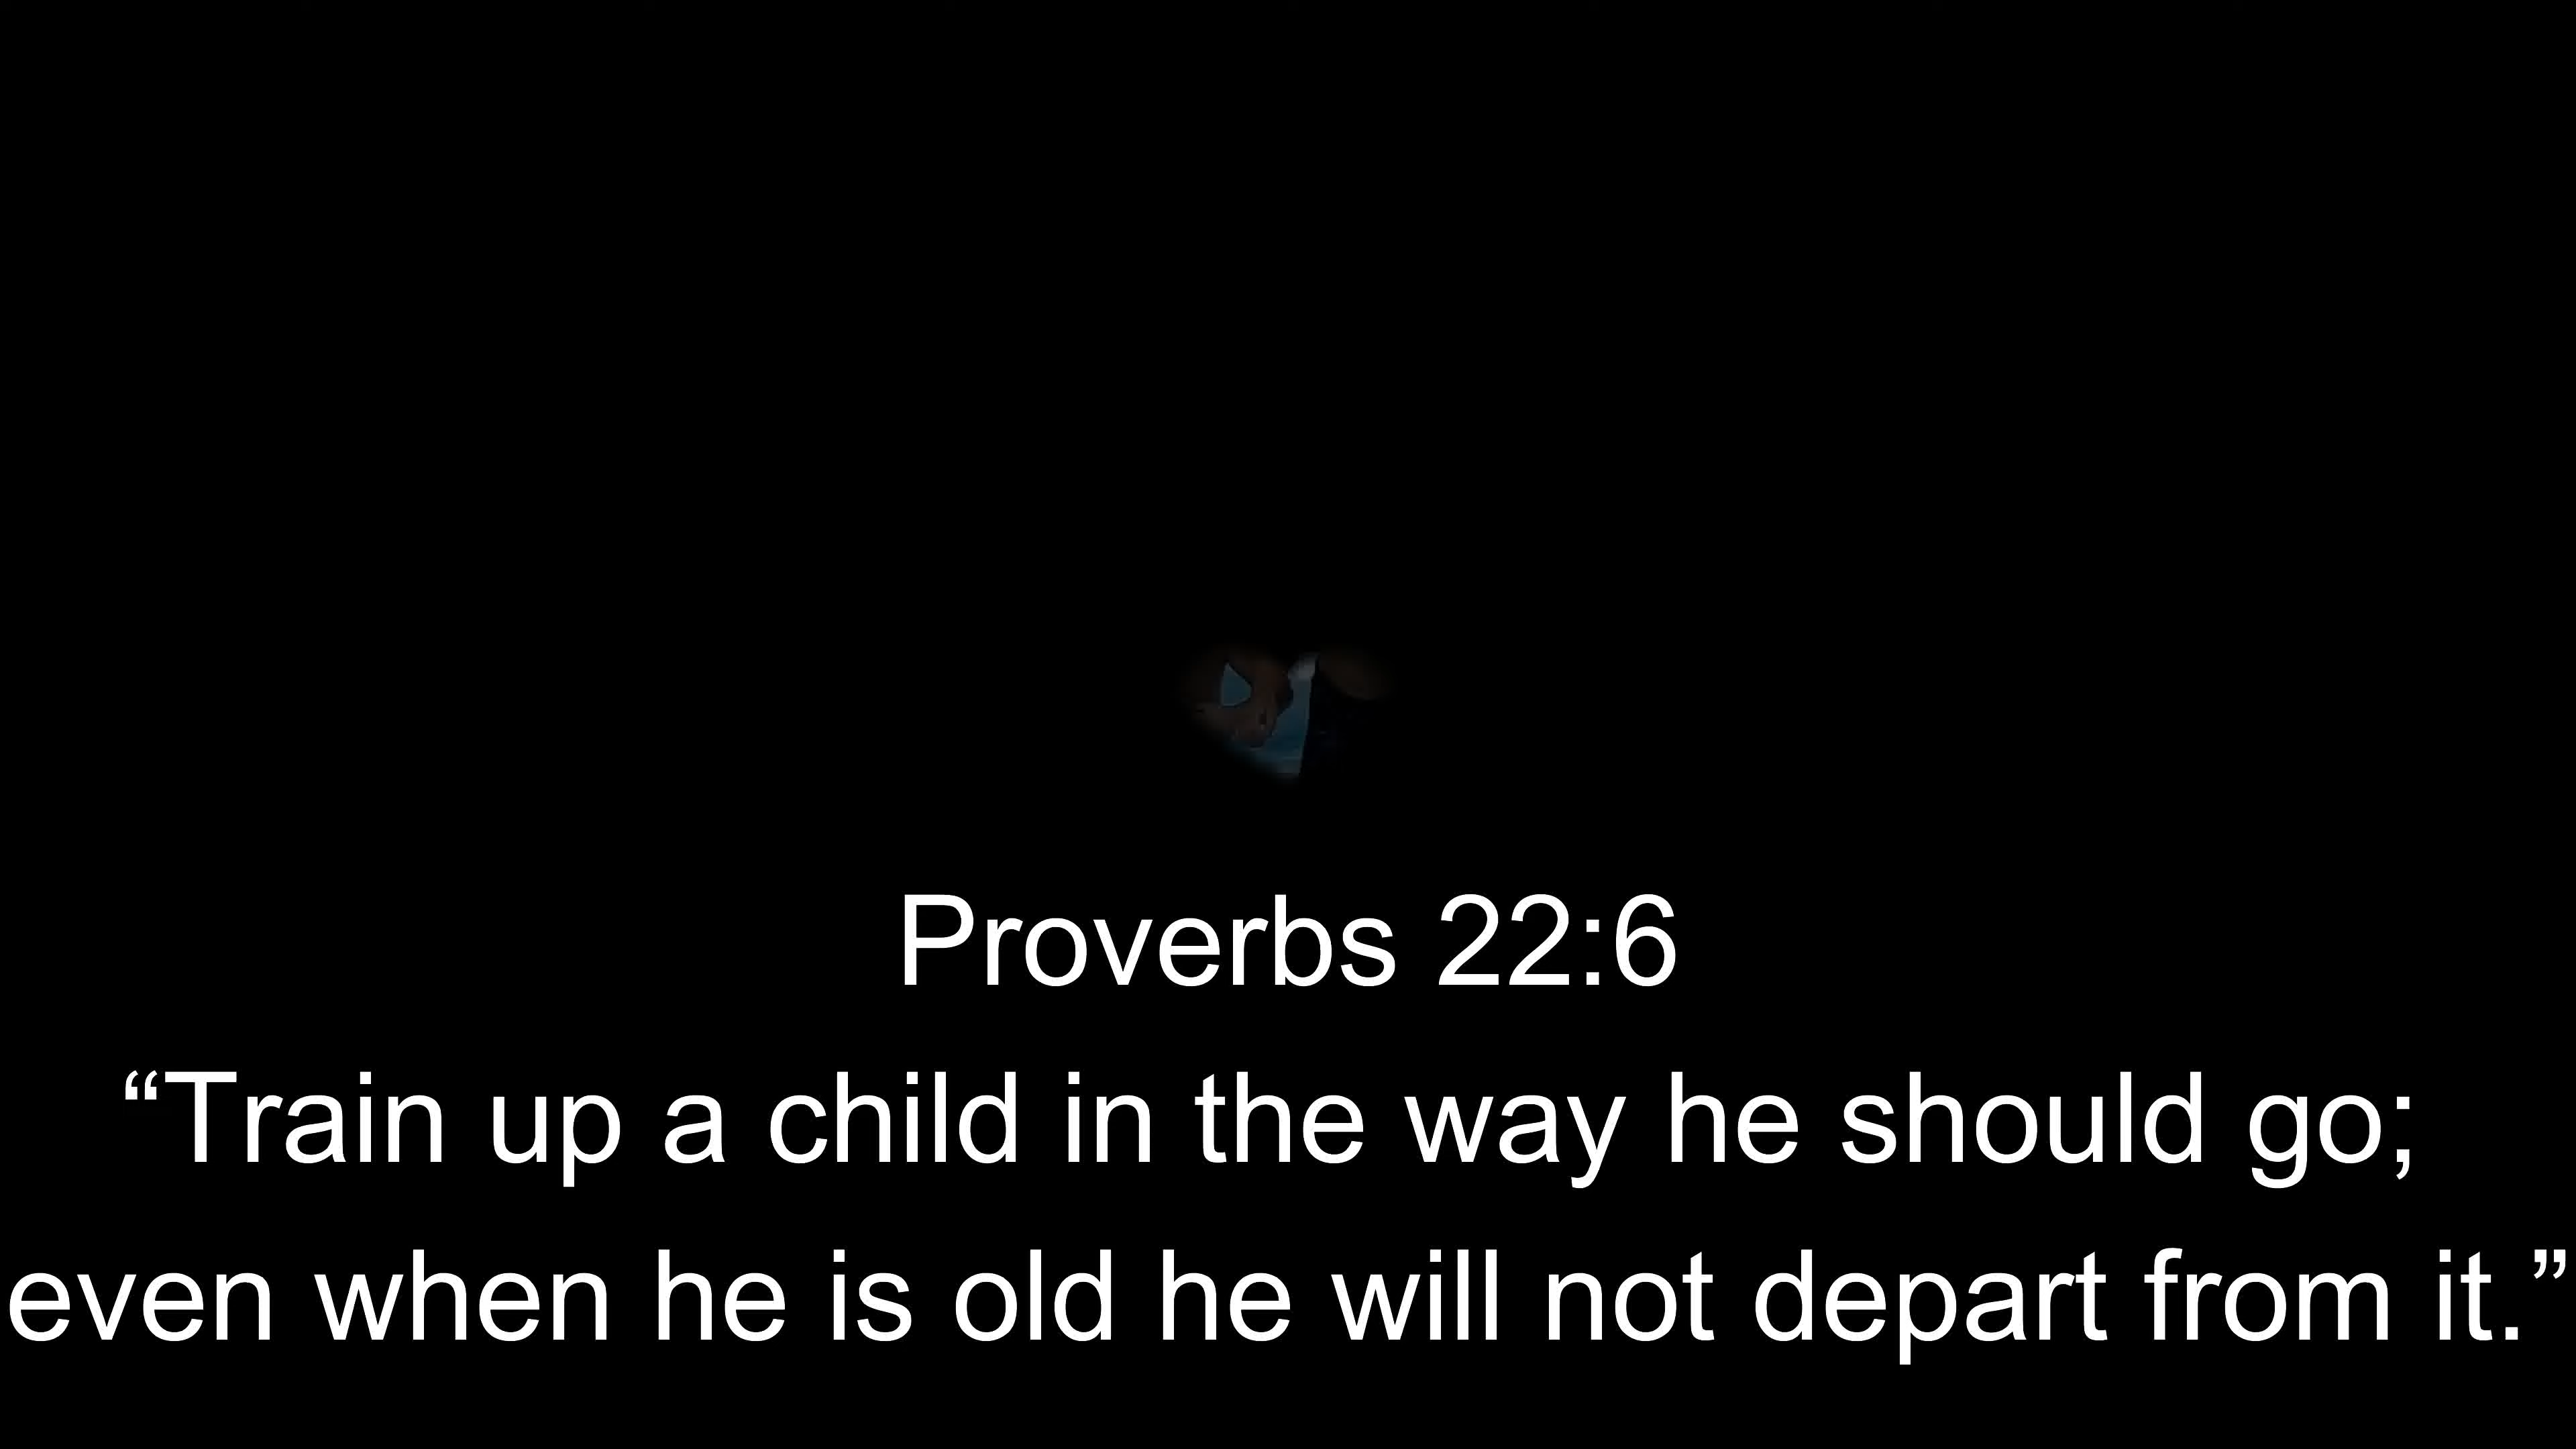 Proverbs 22:6
“Train up a child in the way he should go;
even when he is old he will not depart from it.”